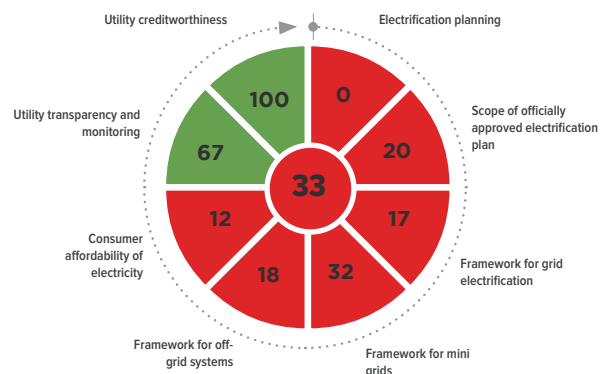 Utility creditworthiness
Electrification planning
100
0
Utility transparency and
monitoring
Scope of officially
approved electrification
plan
67
20
33
12
17
Consumer
affordability of
electricity
Framework for grid
electrification
18
32
Framework for off-
grid systems
Framework for mini
grids